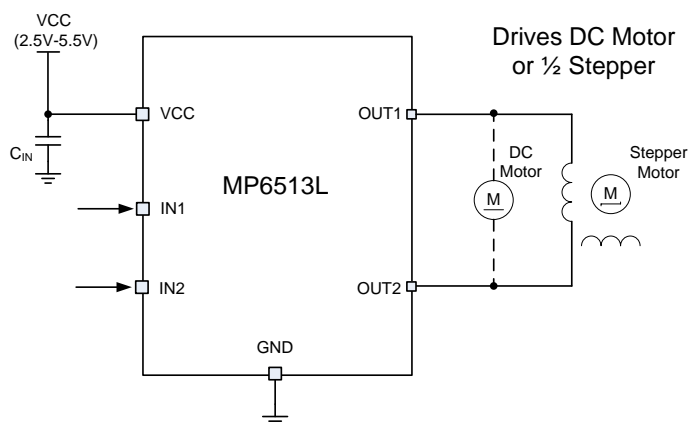 VCC
(2.5V-5.5V)
Drives DC Motor
or ½ Stepper
VCC
OUT1
CIN
DC
Motor
Stepper
Motor
MP6513L
M
M
IN1
IN2
OUT2
GND